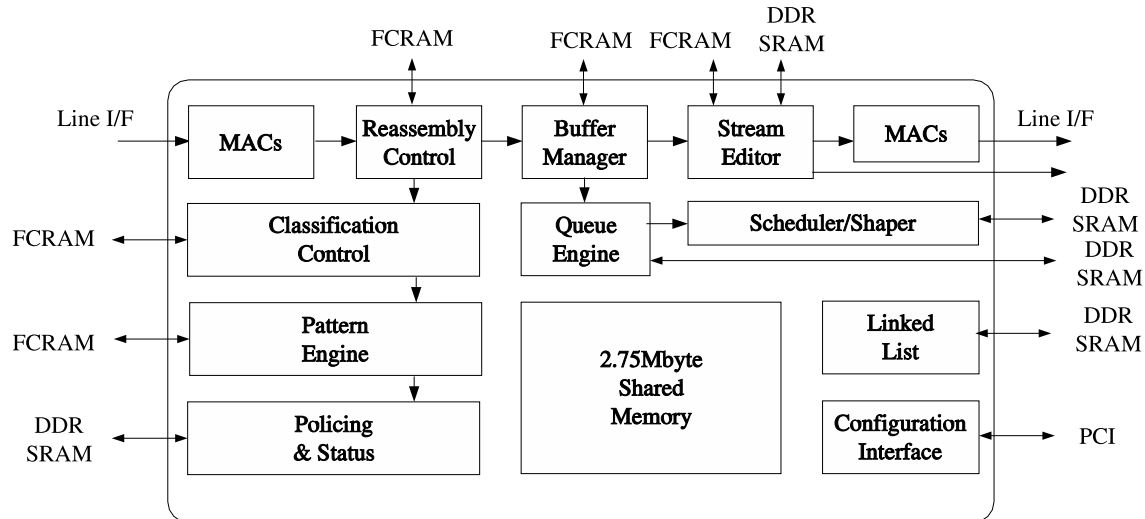 DDR
SRAM
FCRAM
FCRAM
FCRAM
Line I/F
MACs
Reassembly
Control
Buffer
Manager
Stream
Editor
MACs
Line I/F
FCRAM
Classification
Control
Queue
Engine
Scheduler/Shaper
DDR
SRAM
DDR
SRAM
FCRAM
Pattern
Engine
2.75Mbyte
Shared
Memory
Linked
List
DDR
SRAM
DDR
SRAM
Policing
& Status
Configuration
Interface
PCI